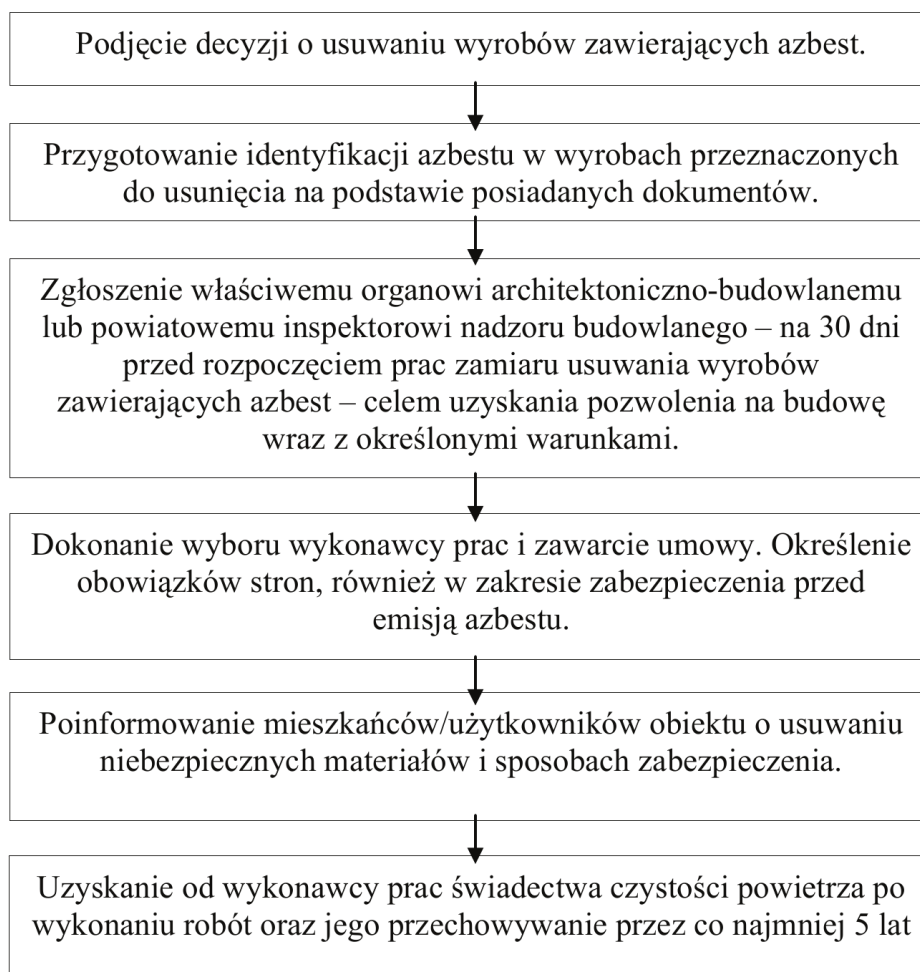 Podjęcie decyzji o usuwaniu wyrobów zawierających azbest.
Przygotowanie identyfikacji azbestu w wyrobach przeznaczonych
do usunięcia na podstawie posiadanych dokumentów.
Zgłoszenie właściwemu organowi architektoniczno-budowlanemu
lub powiatowemu inspektorowi nadzoru budowlanego – na 30 dni
przed rozpoczęciem prac zamiaru usuwania wyrobów
zawierających azbest – celem uzyskania pozwolenia na budowę
wraz z określonymi warunkami.
Dokonanie wyboru wykonawcy prac i zawarcie umowy. Określenie
obowiązków stron, również w zakresie zabezpieczenia przed
emisją azbestu.
Poinformowanie mieszkańców/użytkowników obiektu o usuwaniu
niebezpiecznych materiałów i sposobach zabezpieczenia.
Uzyskanie od wykonawcy prac świadectwa czystości powietrza po
wykonaniu robót oraz jego przechowywanie przez co najmniej 5 lat